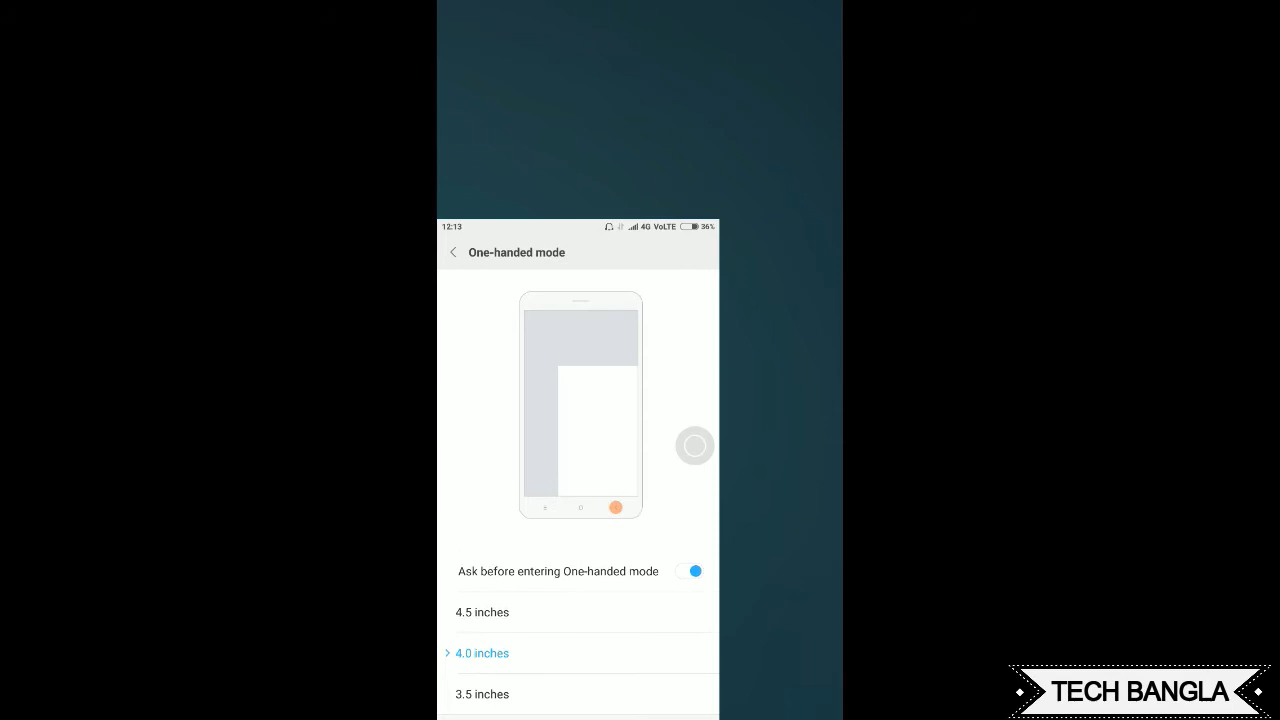 12:13 4G VoLTE 36%
One-handed mode
Ask before entering One-handed mode
4.5 inches
4.0 inches
3.5 inches
TECH BANGLA